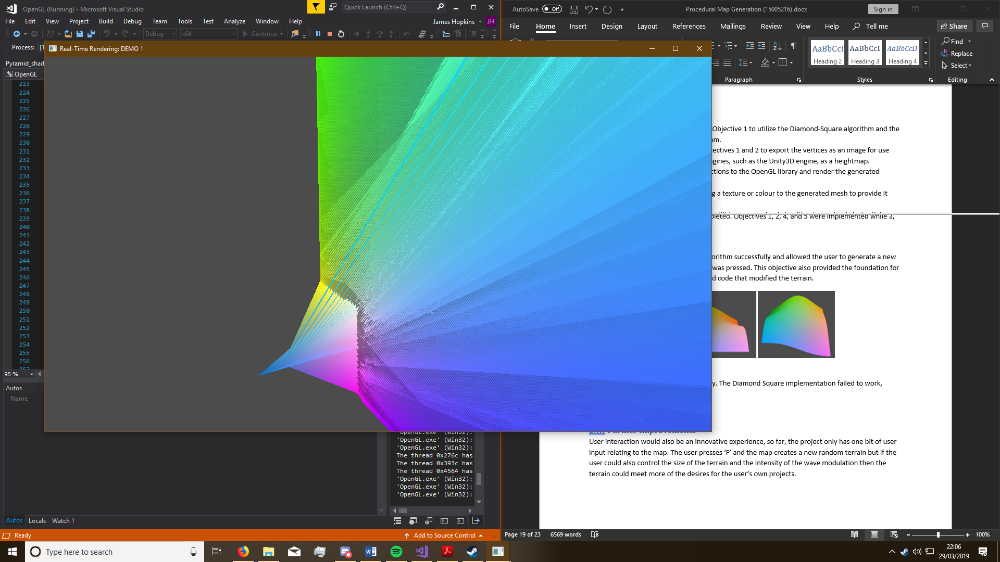 OpenGL (Running) - Microsoft Visual Studio
Quick Launch (Ctrl+Q)
File Edit View Project Build Debug Team Tools Test Analyze Window Help
James Hopkins JH
Debug x64 Continue
Process:
Pyramid_shad
OpenGL
223
224
225
226
227
228
229
230
231
232
233
234
235
236
237
238
239
240
241
242
243
244
245
246
247
248
249
250
251
252
253
254
255
256
257
95 %
Autos
Name
Autos Locals Watch 1
Real-Time Rendering: DEMO 1
'OpenGL.exe' (Win32):
'OpenGL.exe' (Win32):
'OpenGL.exe' (Win32):
The thread 0x276c has
The thread 0x393c has
The thread 0x4564 has
'OpenGL.exe' (Win32):
'OpenGL.exe' (Win32):
'OpenGL.exe' (Win32):
Ready
Add to Source Control
AutoSave Off
Procedural Map Generation (15005216).docx
Sign in
File Home Insert Design Layout References Mailings Review View Help Tell me
Share
AaBbCcI AaBbCcD AaBbCcD
Heading 2 Heading 3 Heading 4
Find
Replace
Select
Paragraph Styles Editing
Objective 1 to utilize the Diamond-Square algorithm and the
am.
jectives 1 and 2 to export the vertices as an image for use
ngines, such as the Unity3D engine, as a heightmap.
ctions to the OpenGL library and render the generated
g a texture or colour to the generated mesh to provide it
pleted. Objectives 1, 2, 4, and 5 were implemented while 3,
orithm successfully and allowed the user to generate a new
was pressed. This objective also provided the foundation for
d code that modified the terrain.
y. The Diamond Square implementation failed to work,
Further Improvements
User interaction would also be an innovative experience, so far, the project only has one bit of user
input relating to the map. The user presses ‘F’ and the map creates a new random terrain but if the
user could also control the size of the terrain and the intensity of the wave modulation then the
terrain could meet more of the desires for the user’s own projects.
Page 19 of 23 6569 words
100%
Type here to search
22:06
29/03/2019